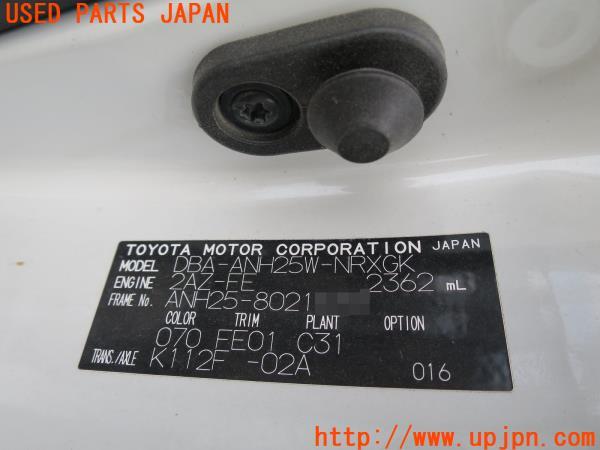 USED PARTS JAPAN
TOYOTA MOTOR CORPORATION JAPAN
MODEL DBA-ANH25W-NRXGK
ENGINE 2AZ-FE 2362 mL
FRAME No. ANH25-8021
COLOR TRIM PLANT OPTION
070 FE01 C31
TRANS./AXLE K112F -02A 016
UPJ
http://www.upjpn.com/